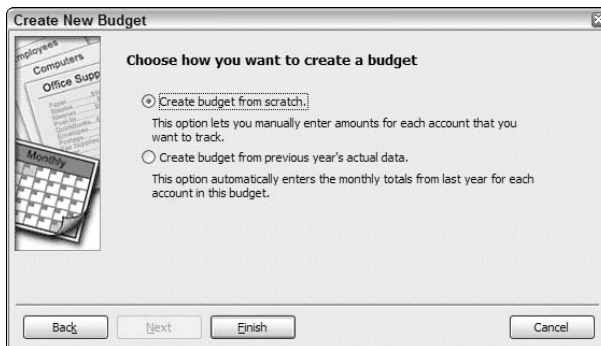 Create New Budget
Employees
Computers
Office Supp
Monthly
Choose how you want to create a budget
Create budget from scratch.
This option lets you manually enter amounts for each account that you
want to track.
Create budget from previous year's actual data.
This option automatically enters the monthly totals from last year for each
account in this budget.
Back
Next
Finish
Cancel